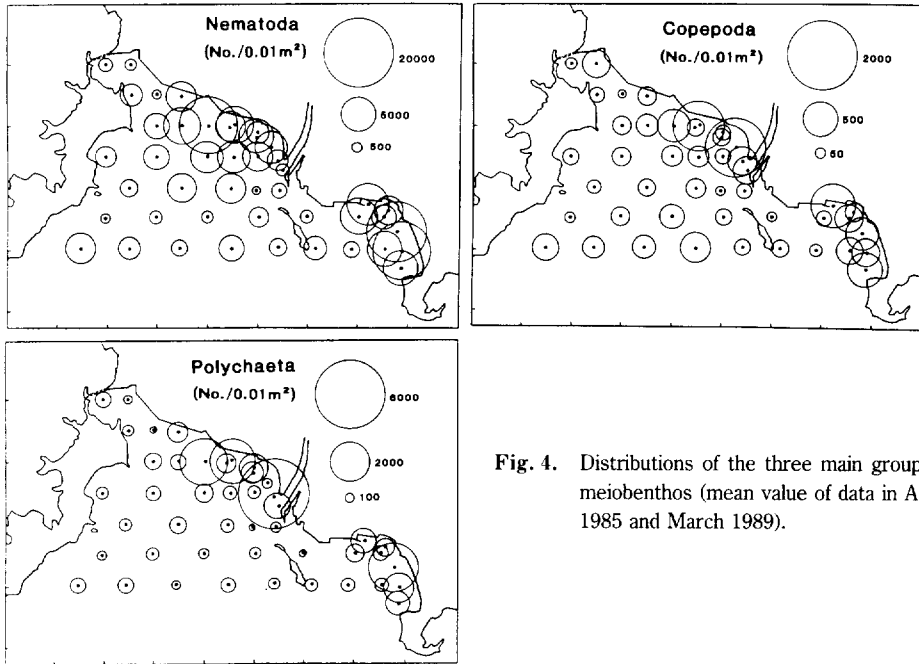 Nematoda
(No./0.01m²)
20000
5000
500
Copepoda
(No./0.01m²)
2000
500
50
Polychaeta
(No./0.01m²)
6000
2000
100
Fig. 4. Distributions of the three main group
meiobenthos (mean value of data in A
1985 and March 1989).